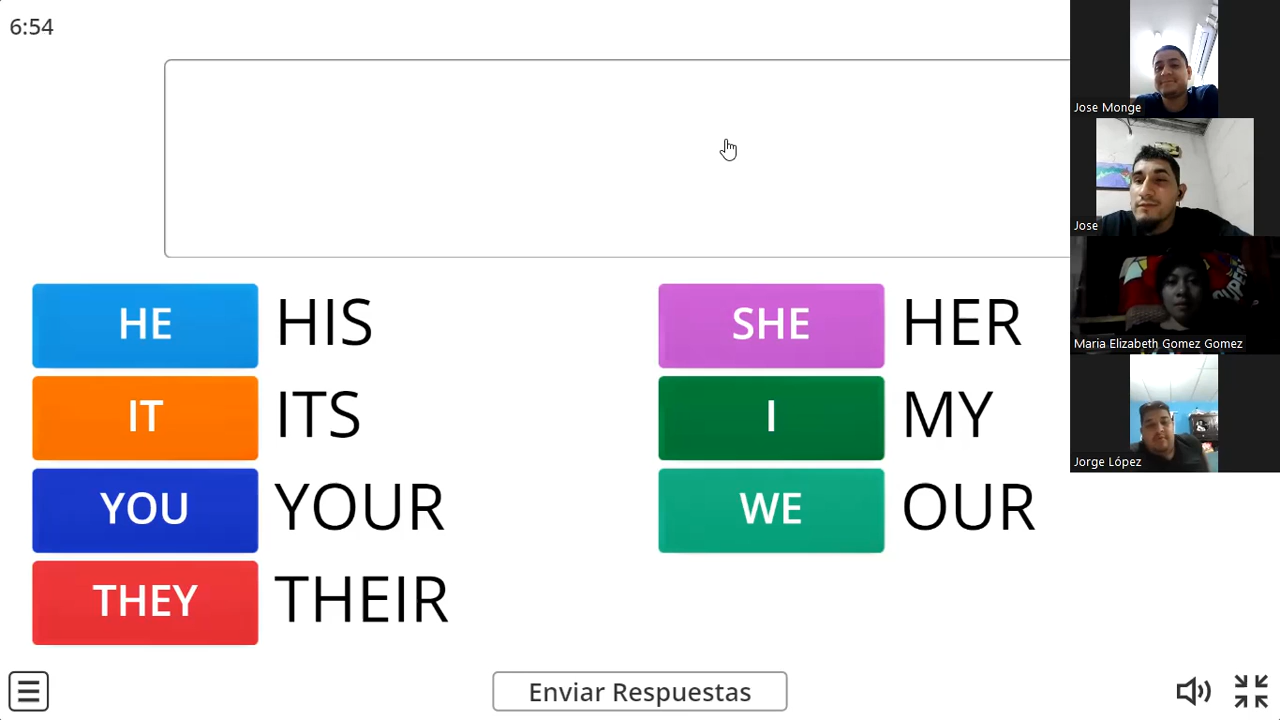 6:54
Jose Monge
Jose
Maria Elizabeth Gomez Gomez
Jorge López
HE HIS
SHE HER
IT ITS
I MY
YOU YOUR
WE OUR
THEY THEIR
Enviar Respuestas